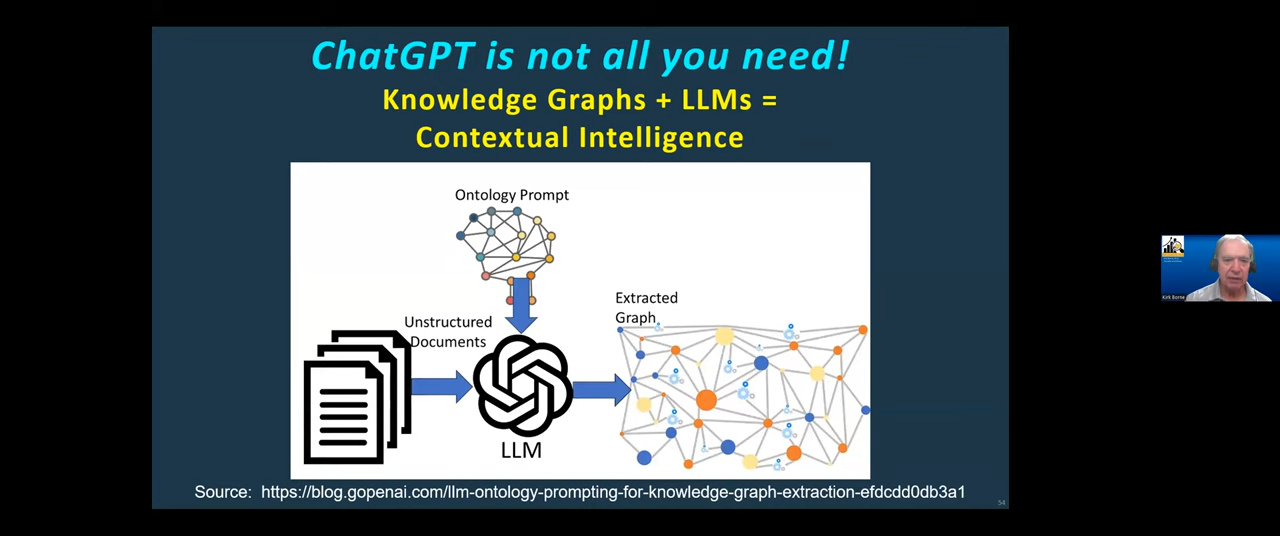 ChatGPT is not all you need!
Knowledge Graphs + LLMs =
Contextual Intelligence
Ontology Prompt
Unstructured
Documents
LLM
Extracted
Graph
Source: https://blog.gopenai.com/llm-ontology-prompting-for-knowledge-graph-extraction-efdcdd0db3a1
54
Kirk Borne